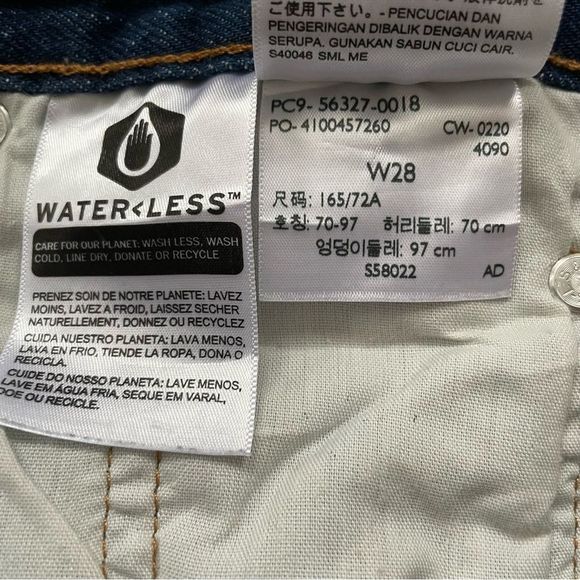 ご使用下さい。
- PENCUCIAN DAN
PENGERINGAN DIBALIK DENGAN WARNA
SERUPA. GUNAKAN SABUN CUCI CAIR.
S40046 SML ME
PC9- 56327-0018
PO- 4100457260 CW- 0220
4090
W28
尺码: 165/72A
호칭: 70-97 허리둘레: 70 cm
엉덩이둘레: 97 cm
S58022 AD
WATER<LESS™
CARE FOR OUR PLANET: WASH LESS, WASH
COLD, LINE DRY, DONATE OR RECYCLE
PRENEZ SOIN DE NOTRE PLANETE: LAVEZ
MOINS, LAVEZ A FROID, LAISSEZ SECHER
NATURELLEMENT, DONNEZ OU RECYCLEZ
CUIDA NUESTRO PLANETA: LAVA MENOS,
LAVA EN FRIO, TIENDE LA ROPA, DONA O
RECICLA.
CUIDE DO NOSSO PLANETA: LAVE MENOS,
LAVE EM ÁGUA FRIA, SEQUE EM VARAL,
DOE OU RECICLE.